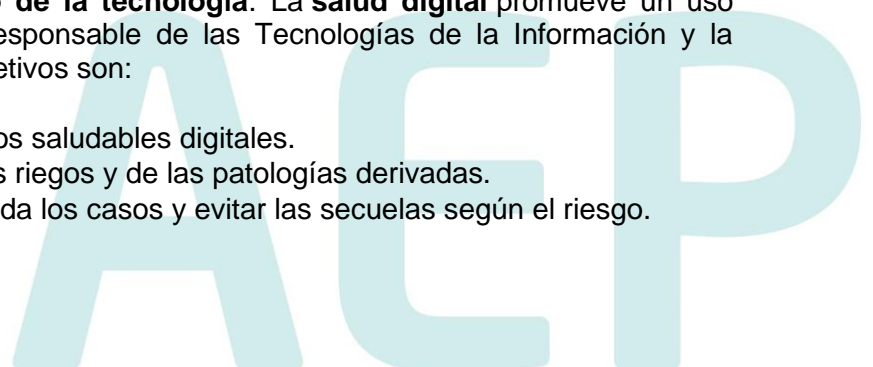 de la tecnología. La salud digital promueve un uso
esponsable de las Tecnologías de la Información y la
etivos son:
os saludables digitales.
s riegos y de las patologías derivadas.
da los casos y evitar las secuelas según el riesgo.
AEP